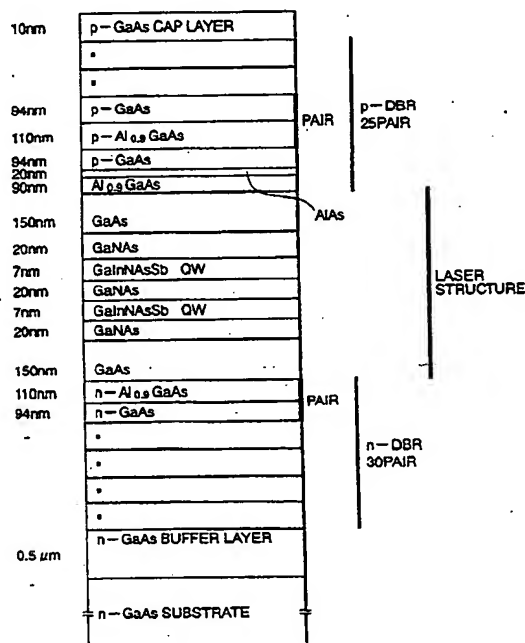 10nm p-GaAs CAP LAYER
94nm p-GaAs
PAIR
p-DBR
25PAIR
110nm p-Al0.9GaAs
94nm p-GaAs
20nm
90nm Al0.9GaAs
AlAs
150nm GaAs
20nm GaNAs
7nm GaInNAsSb QW
20nm GaNAs
7nm GaInNAsSb QW
20nm GaNAs
LASER
STRUCTURE
150nm GaAs
110nm n-Al0.9GaAs
PAIR
94nm n-GaAs
n-DBR
30PAIR
n-GaAs BUFFER LAYER
0.5 μm
n-GaAs SUBSTRATE